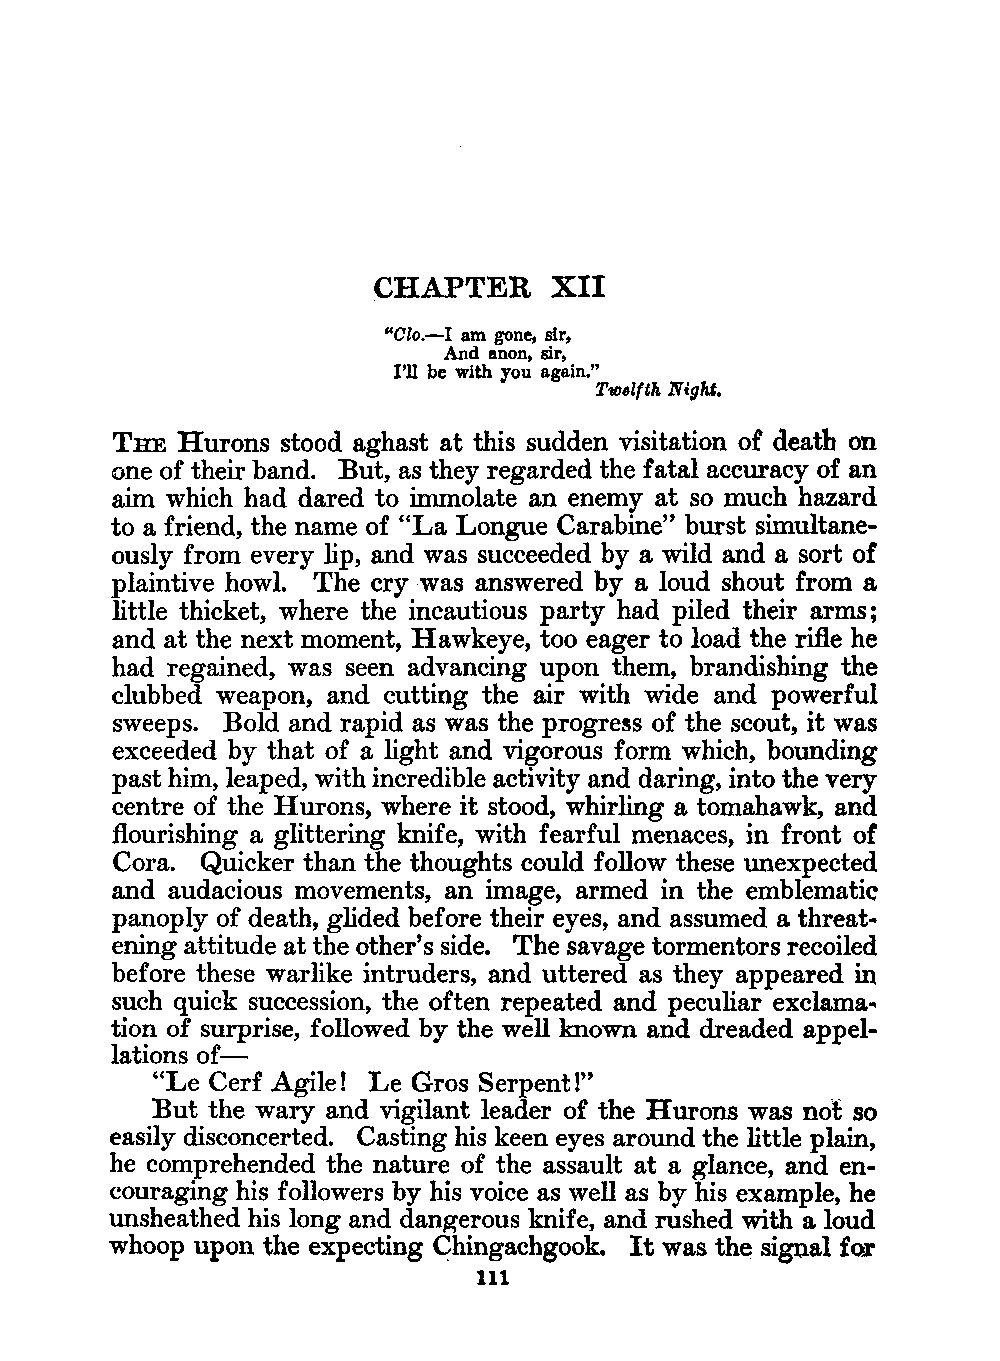 CHAPTER XII
"Clo.—I am gone, sir,
And anon, sir,
I'll be with you again."
Twelfth Night.
THE Hurons stood aghast at this sudden visitation of death on
one of their band. But, as they regarded the fatal accuracy of an
aim which had dared to immolate an enemy at so much hazard
to a friend, the name of "La Longue Carabine" burst simultane-
ously from every lip, and was succeeded by a wild and a sort of
plaintive howl. The cry was answered by a loud shout from a
little thicket, where the incautious party had piled their arms;
and at the next moment, Hawkeye, too eager to load the rifle he
had regained, was seen advancing upon them, brandishing the
clubbed weapon, and cutting the air with wide and powerful
sweeps. Bold and rapid as was the progress of the scout, it was
exceeded by that of a light and vigorous form which, bounding
past him, leaped, with incredible activity and daring, into the very
centre of the Hurons, where it stood, whirling a tomahawk, and
flourishing a glittering knife, with fearful menaces, in front of
Cora. Quicker than the thoughts could follow these unexpected
and audacious movements, an image, armed in the emblematic
panoply of death, glided before their eyes, and assumed a threat-
ening attitude at the other's side. The savage tormentors recoiled
before these warlike intruders, and uttered as they appeared in
such quick succession, the often repeated and peculiar exclama-
tion of surprise, followed by the well known and dreaded appel-
lations of—
"Le Cerf Agile! Le Gros Serpent!"
But the wary and vigilant leader of the Hurons was not so
easily disconcerted. Casting his keen eyes around the little plain,
he comprehended the nature of the assault at a glance, and en-
couraging his followers by his voice as well as by his example, he
unsheathed his long and dangerous knife, and rushed with a loud
whoop upon the expecting Chingachgook. It was the signal for
111